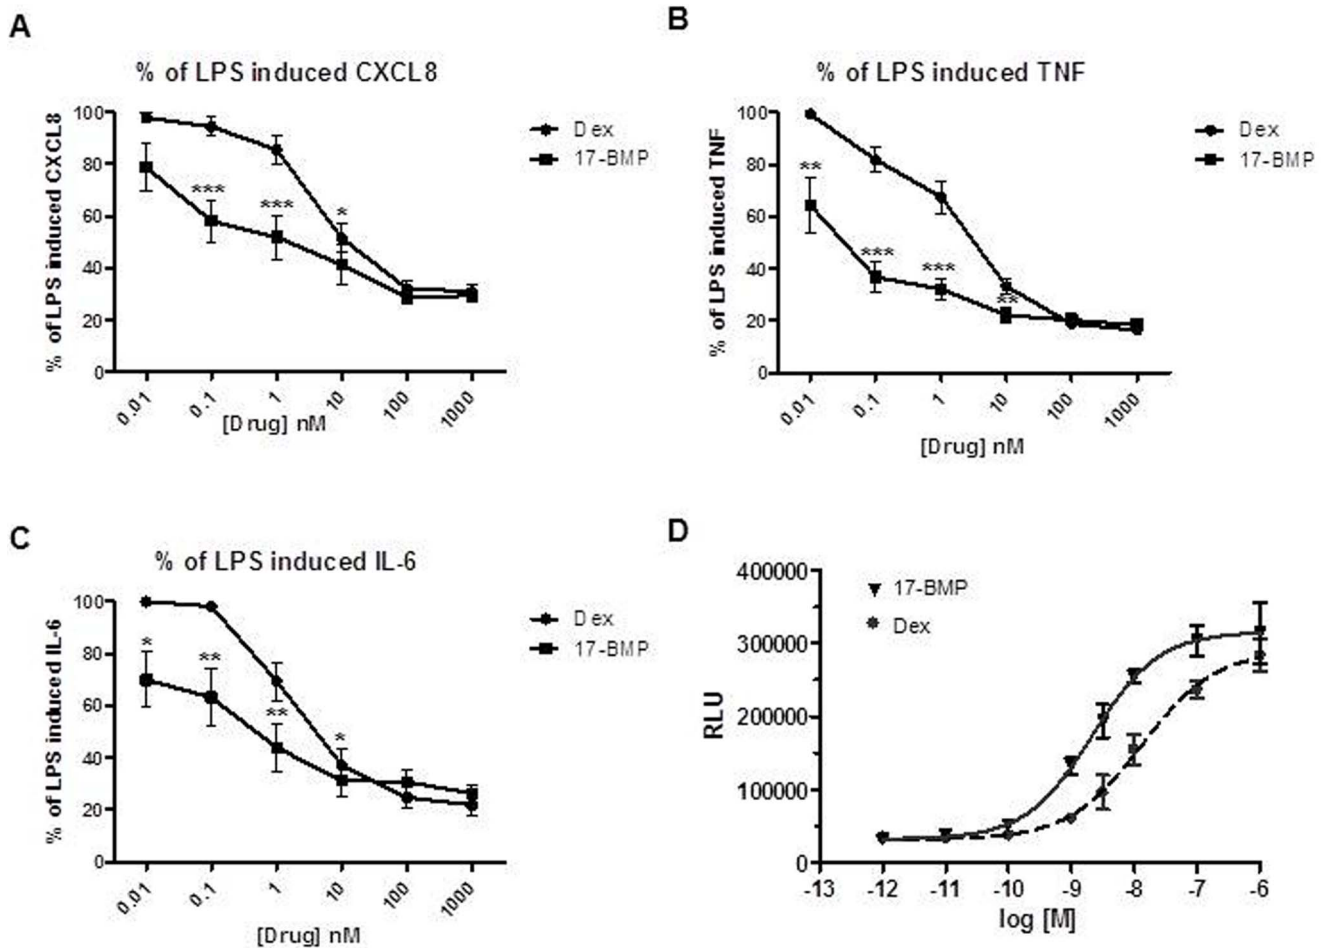 A
% of LPS induced CXCL8
% of LPS induced CXCL8
100
80
60
40
20
0
***
***
*
0.01
0.1
1
10
100
1000
[Drug] nM
Dex
17-BMP
B
% of LPS induced TNF
% of LPS induced TNF
100
80
60
40
20
0
**
***
***
**
0.01
0.1
1
10
100
1000
[Drug] nM
Dex
17-BMP
C
% of LPS induced IL-6
% of LPS induced IL-6
100
80
60
40
20
0
*
**
**
*
0.01
0.1
1
10
100
1000
[Drug] nM
Dex
17-BMP
D
RLU
400000
300000
200000
100000
0
17-BMP
Dex
-13
-12
-11
-10
-9
-8
-7
-6
log [M]